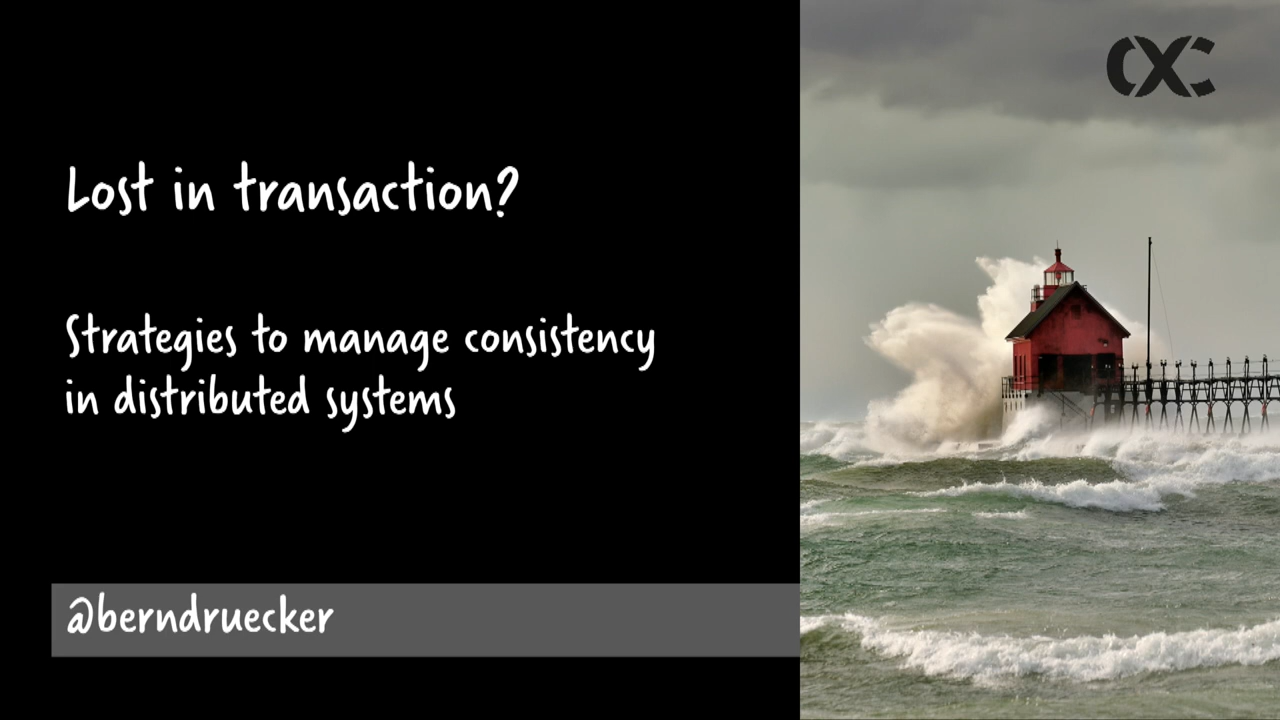 Lost in transaction?
Strategies to manage consistency
in distributed systems
@berndruecker